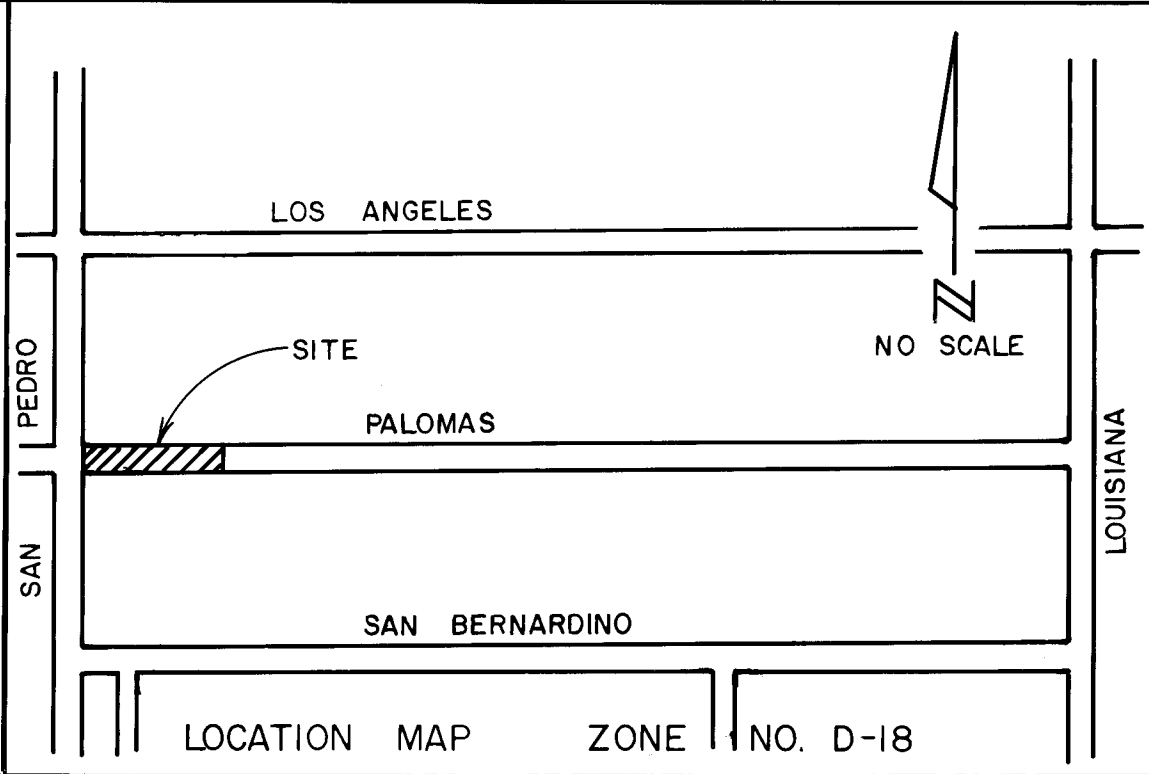 LOS ANGELES
N
NO SCALE
SITE
SAN PEDRO
PALOMAS
LOUISIANA
SAN BERNARDINO
LOCATION MAP ZONE NO. D-18